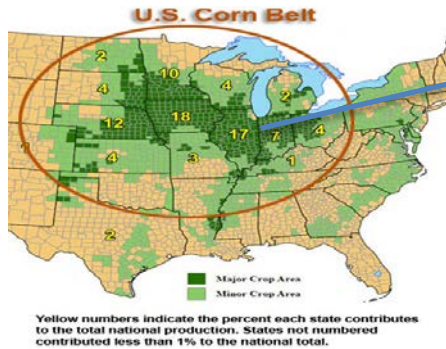 U.S. Corn Belt
2
10
4
4
2
12
18
17
7
4
4
3
1
2
Major Crop Area
Minor Crop Area
Yellow numbers indicate the percent each state contributes
to the total national production. States not numbered
contributed less than 1% to the national total.